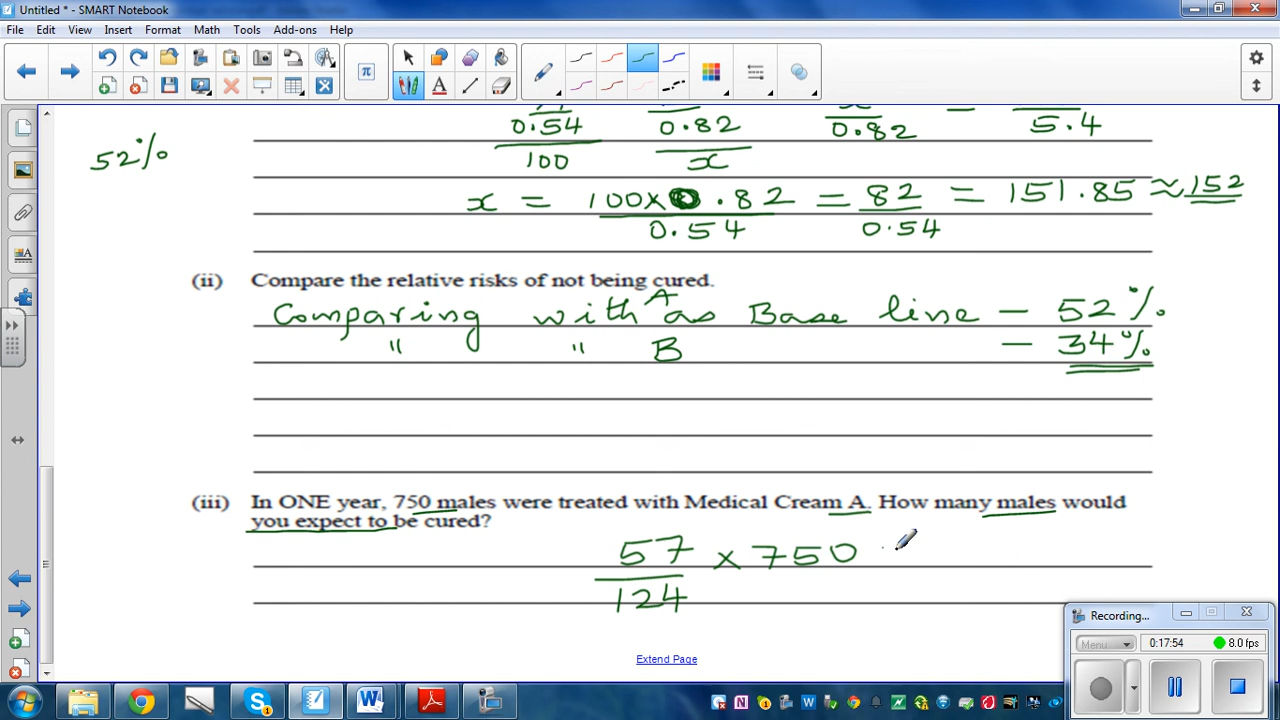 Untitled * - SMART Notebook
File Edit View Insert Format Math Tools Add-ons Help
π
A
0.54 0.82 0.82 = 5.4
100 x
52%
x = 100×0.82 = 82 = 151.85 ≈ 152
0.54 0.54
(ii) Compare the relative risks of not being cured.
Comparing with A as Base line – 52%
" " B – 34%
(iii) In ONE year, 750 males were treated with Medical Cream A. How many males would
you expect to be cured?
57 × 750
124
Extend Page
Recording...
Menu 0:17:54 8.0 fps